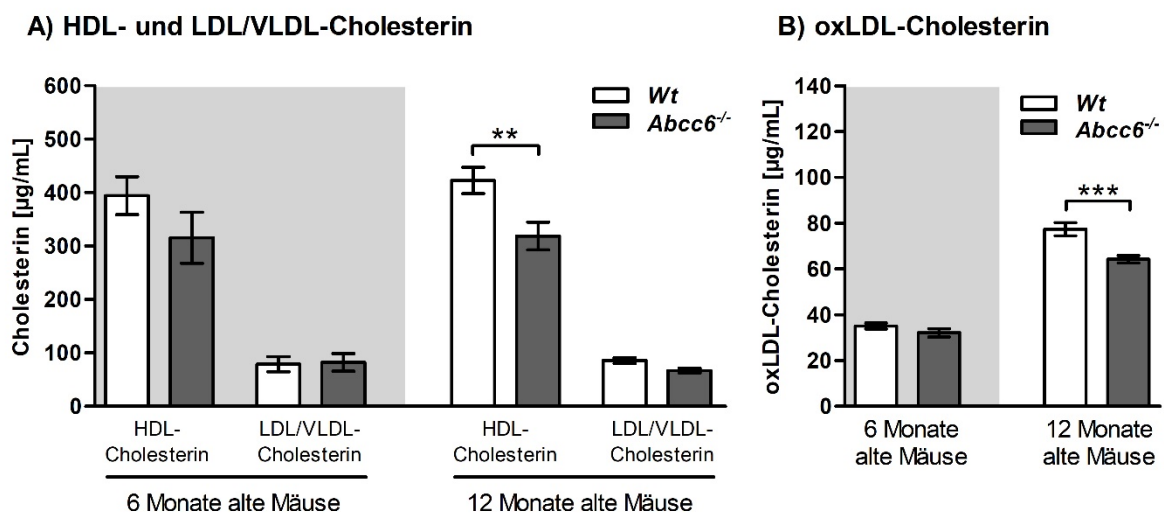 A) HDL- und LDL/VLDL-Cholesterin
Cholesterin [µg/mL]
600
500
400
300
200
100
0
Wt
Abcc6-/-
**
HDL-
Cholesterin
LDL/VLDL-
Cholesterin
HDL-
Cholesterin
LDL/VLDL-
Cholesterin
6 Monate alte Mäuse
12 Monate alte Mäuse
B) oxLDL-Cholesterin
oxLDL-Cholesterin [µg/mL]
140
120
100
80
60
40
20
0
Wt
Abcc6-/-
***
6 Monate
alte Mäuse
12 Monate
alte Mäuse